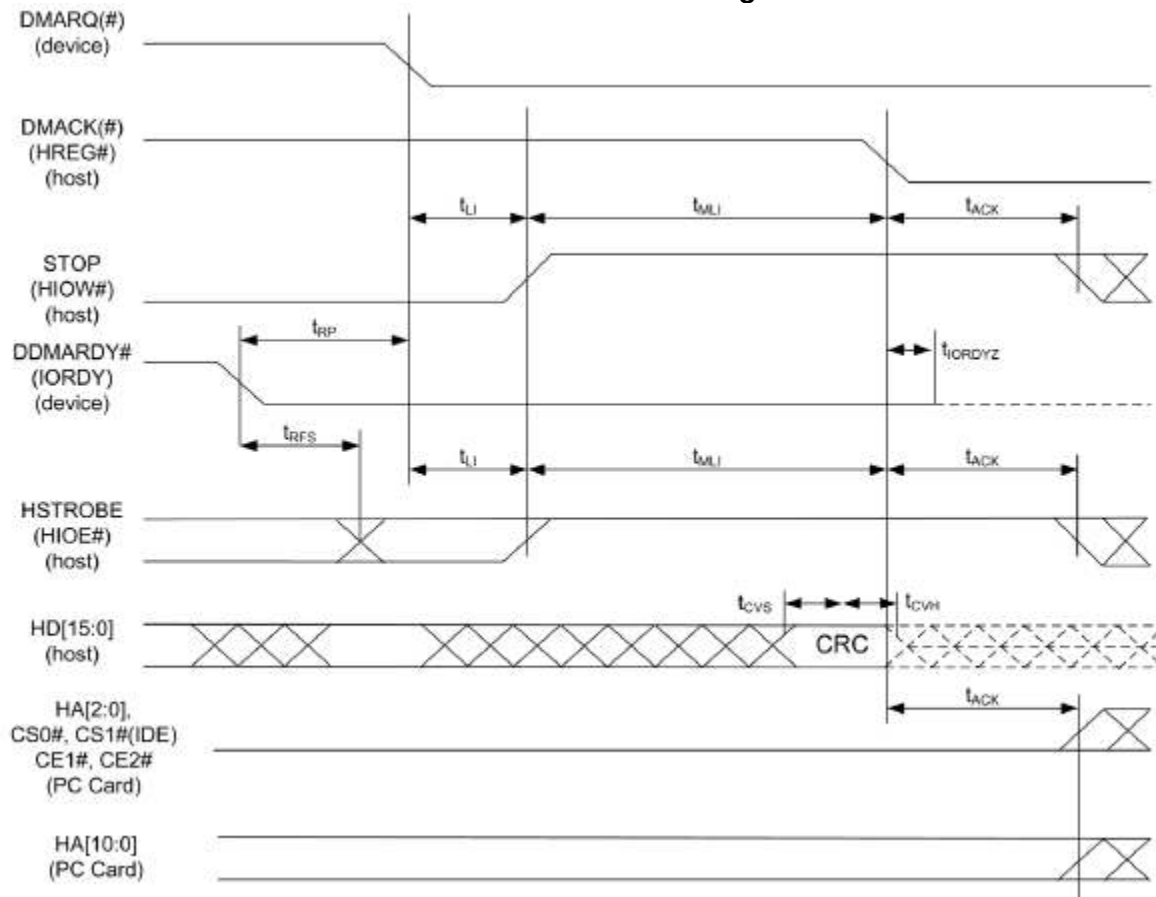 DMARQ(#)
(device)
DMACK(#)
(HREG#)
(host)
tLI
tMLI
tACK
STOP
(HIOW#)
(host)
tRP
DDMARDY#
(IORDY)
(device)
tIORDYZ
tRFS
tLI
tMLI
tACK
HSTROBE
(HIOE#)
(host)
tCVS
tCVH
HD[15:0]
(host)
CRC
tACK
HA[2:0],
CS0#, CS1#(IDE)
CE1#, CE2#
(PC Card)
HA[10:0]
(PC Card)